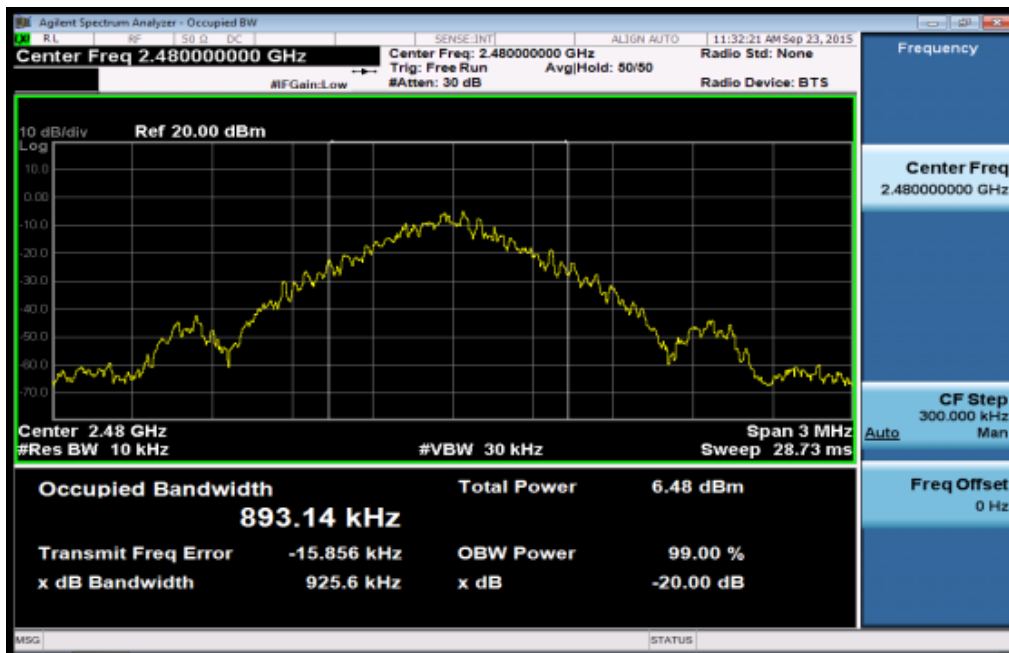 Agilent Spectrum Analyzer - Occupied BW
RL RF 50 Ω DC SENSE:INT ALIGN AUTO 11:32:21 AM Sep 23, 2015
Center Freq 2.480000000 GHz
Center Freq: 2.480000000 GHz Radio Std: None
Trig: Free Run Avg|Hold: 50/50
#IFGain:Low #Atten: 30 dB Radio Device: BTS
10 dB/div Ref 20.00 dBm
Log
10.0
0.00
-10.0
-20.0
-30.0
-40.0
-50.0
-60.0
-70.0
Center 2.48 GHz Span 3 MHz
#Res BW 10 kHz #VBW 30 kHz Sweep 28.73 ms
Occupied Bandwidth Total Power 6.48 dBm
893.14 kHz
Transmit Freq Error -15.856 kHz OBW Power 99.00 %
x dB Bandwidth 925.6 kHz x dB -20.00 dB
MSG STATUS
Frequency
Center Freq
2.480000000 GHz
CF Step
300.000 kHz
Auto Man
Freq Offset
0 Hz